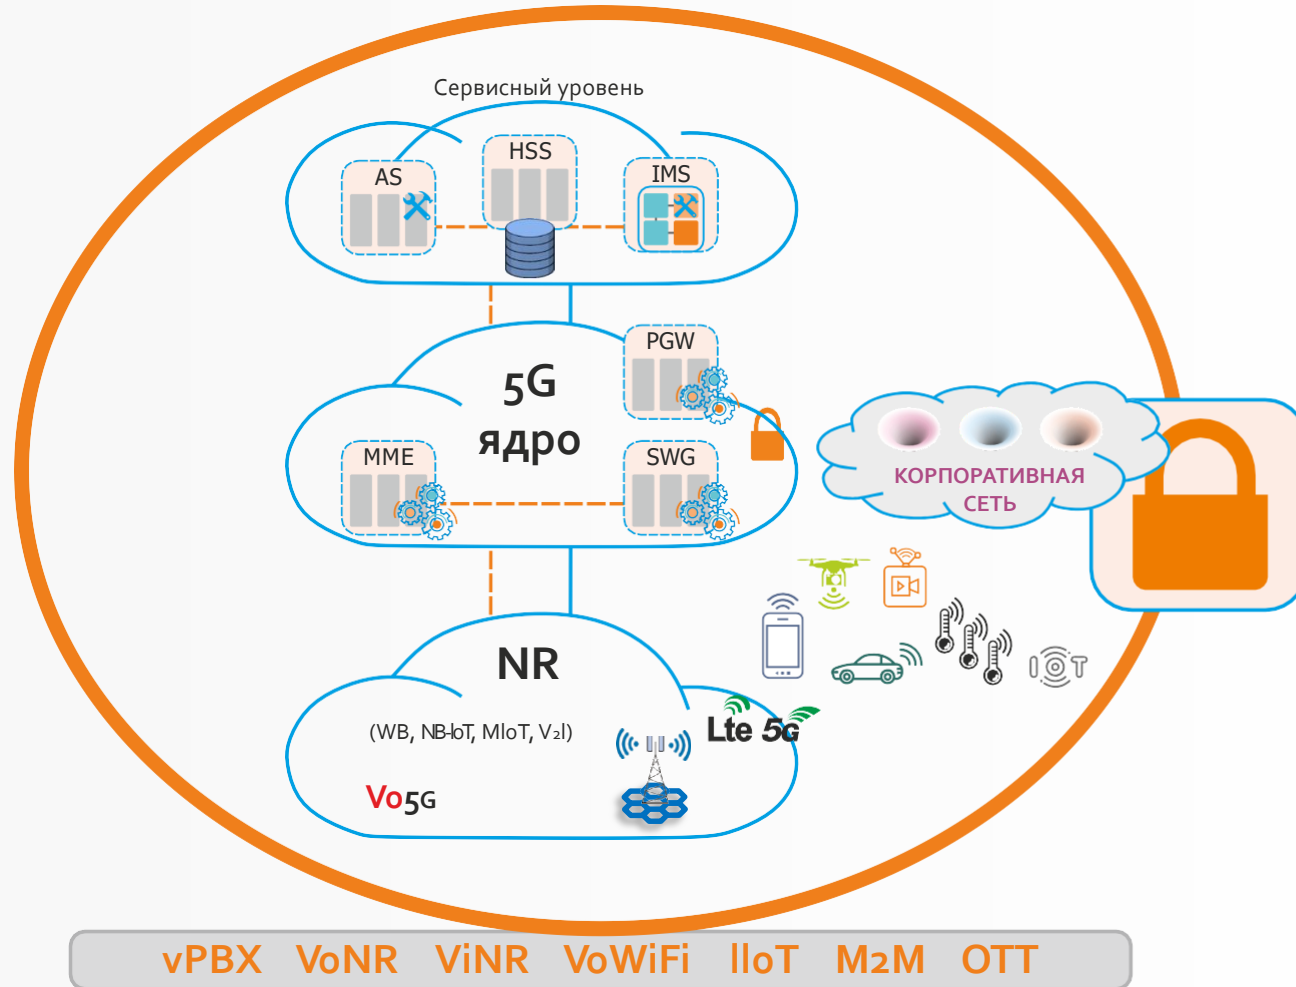 Сервисный уровень
HSS
AS
IMS
PGW
5G
ядро
MME
SWG
КОРПОРАТИВНАЯ
СЕТЬ
IOT
NR
(WB, NB-IoT, MIoT, V2I)
Lte 5G
Vo5G
vPBX VoNR ViNR VoWiFi IIoT M2M OTT